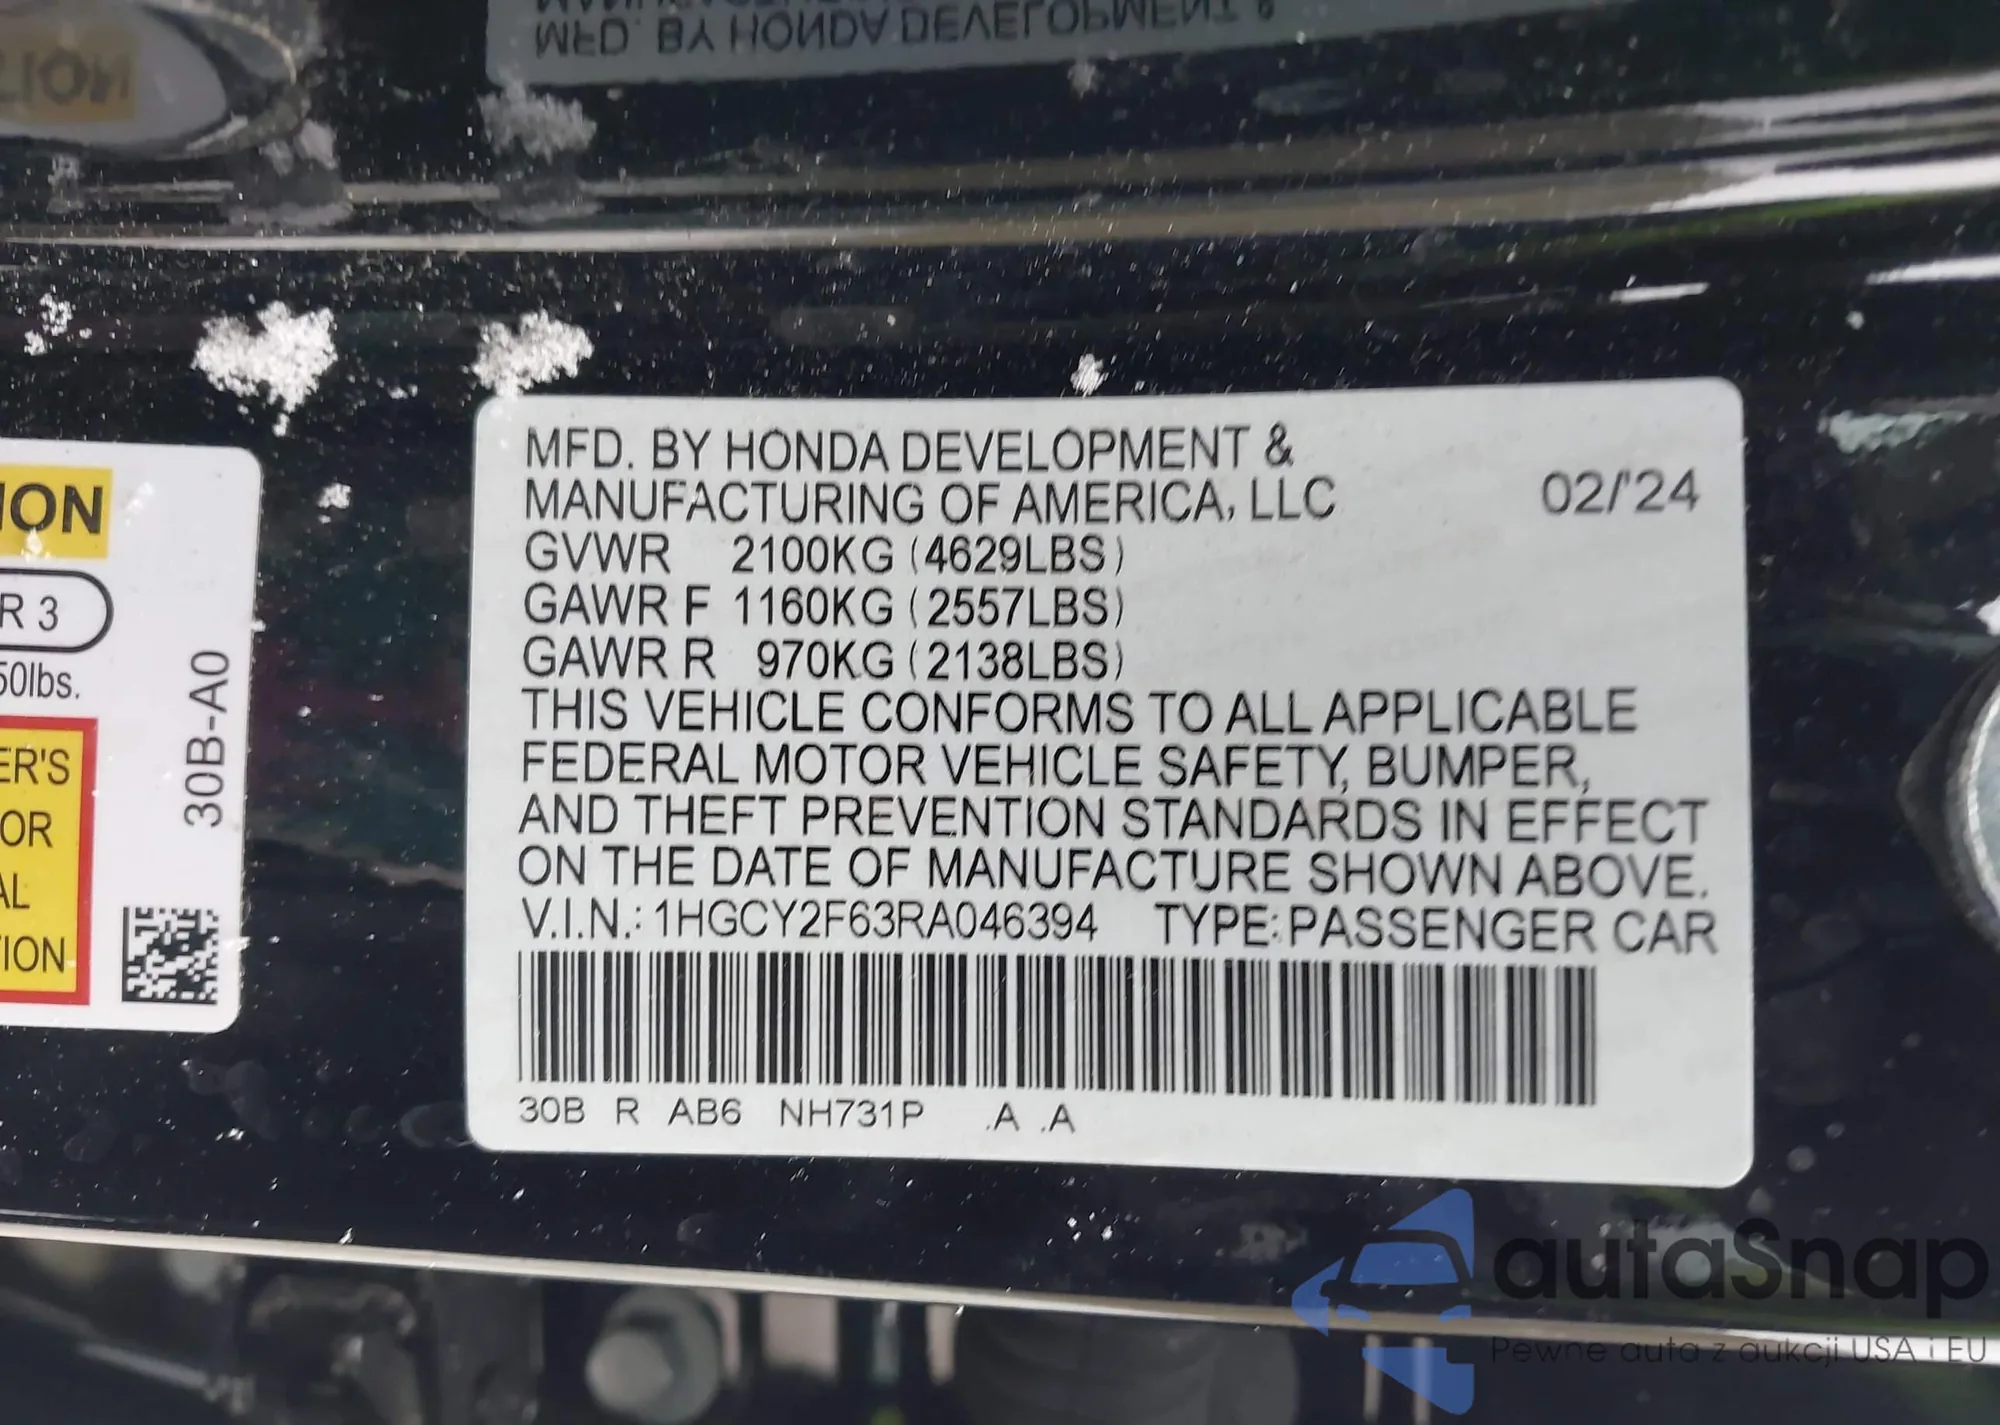 MFD. BY HONDA DEVELOPMENT &
MANUFACTURING OF AMERICA, LLC 02/'24
GVWR 2100KG (4629LBS)
GAWR F 1160KG (2557LBS)
GAWR R 970KG (2138LBS)
THIS VEHICLE CONFORMS TO ALL APPLICABLE
FEDERAL MOTOR VEHICLE SAFETY, BUMPER,
AND THEFT PREVENTION STANDARDS IN EFFECT
ON THE DATE OF MANUFACTURE SHOWN ABOVE.
V.I.N.: 1HGCY2F63RA046394 TYPE: PASSENGER CAR
30B R AB6 NH731P .A .A
ION
R 3
50lbs.
ER'S
OR
AL
TION
30B-A0
MFD. BY HONDA DEVELOPMENT &
autaSnap
Pewne auta z aukcji USA i EU